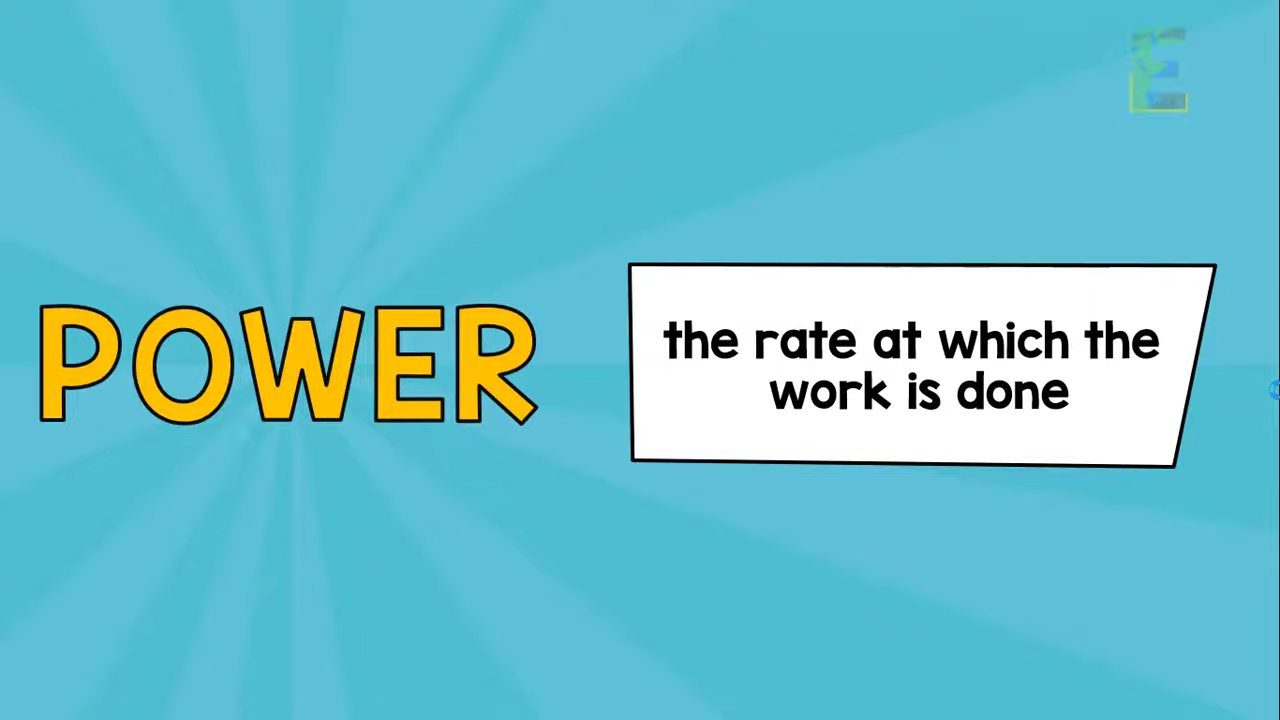 POWER
the rate at which the
work is done
E